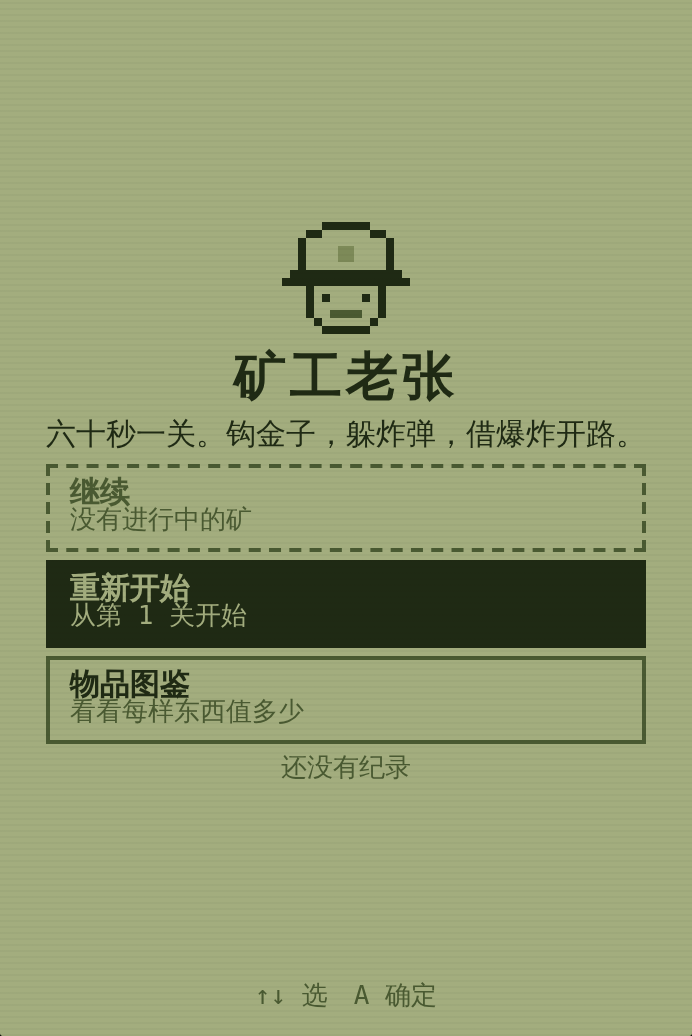 矿工老张
六十秒一关。钩金子，躲炸弹，借爆炸开路。
继续
没有进行中的矿
重新开始
从第 1 关开始
物品图鉴
看看每样东西值多少
还没有纪录
↑↓ 选 A 确定